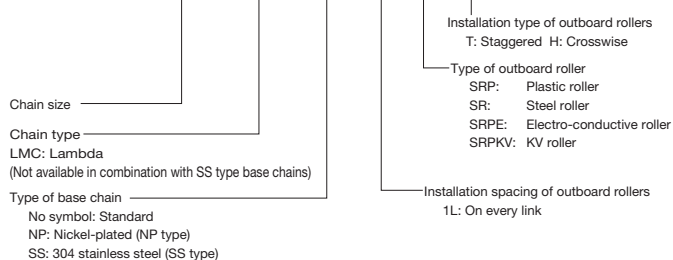 Installation type of outboard rollers
T: Staggered H: Crosswise
Type of outboard roller
SRP: Plastic roller
SR: Steel roller
SRPE: Electro-conductive roller
SRPKV: KV roller
Chain size
Chain type
LMC: Lambda
(Not available in combination with SS type base chains)
Type of base chain
No symbol: Standard
NP: Nickel-plated (NP type)
SS: 304 stainless steel (SS type)
Installation spacing of outboard rollers
1L: On every link